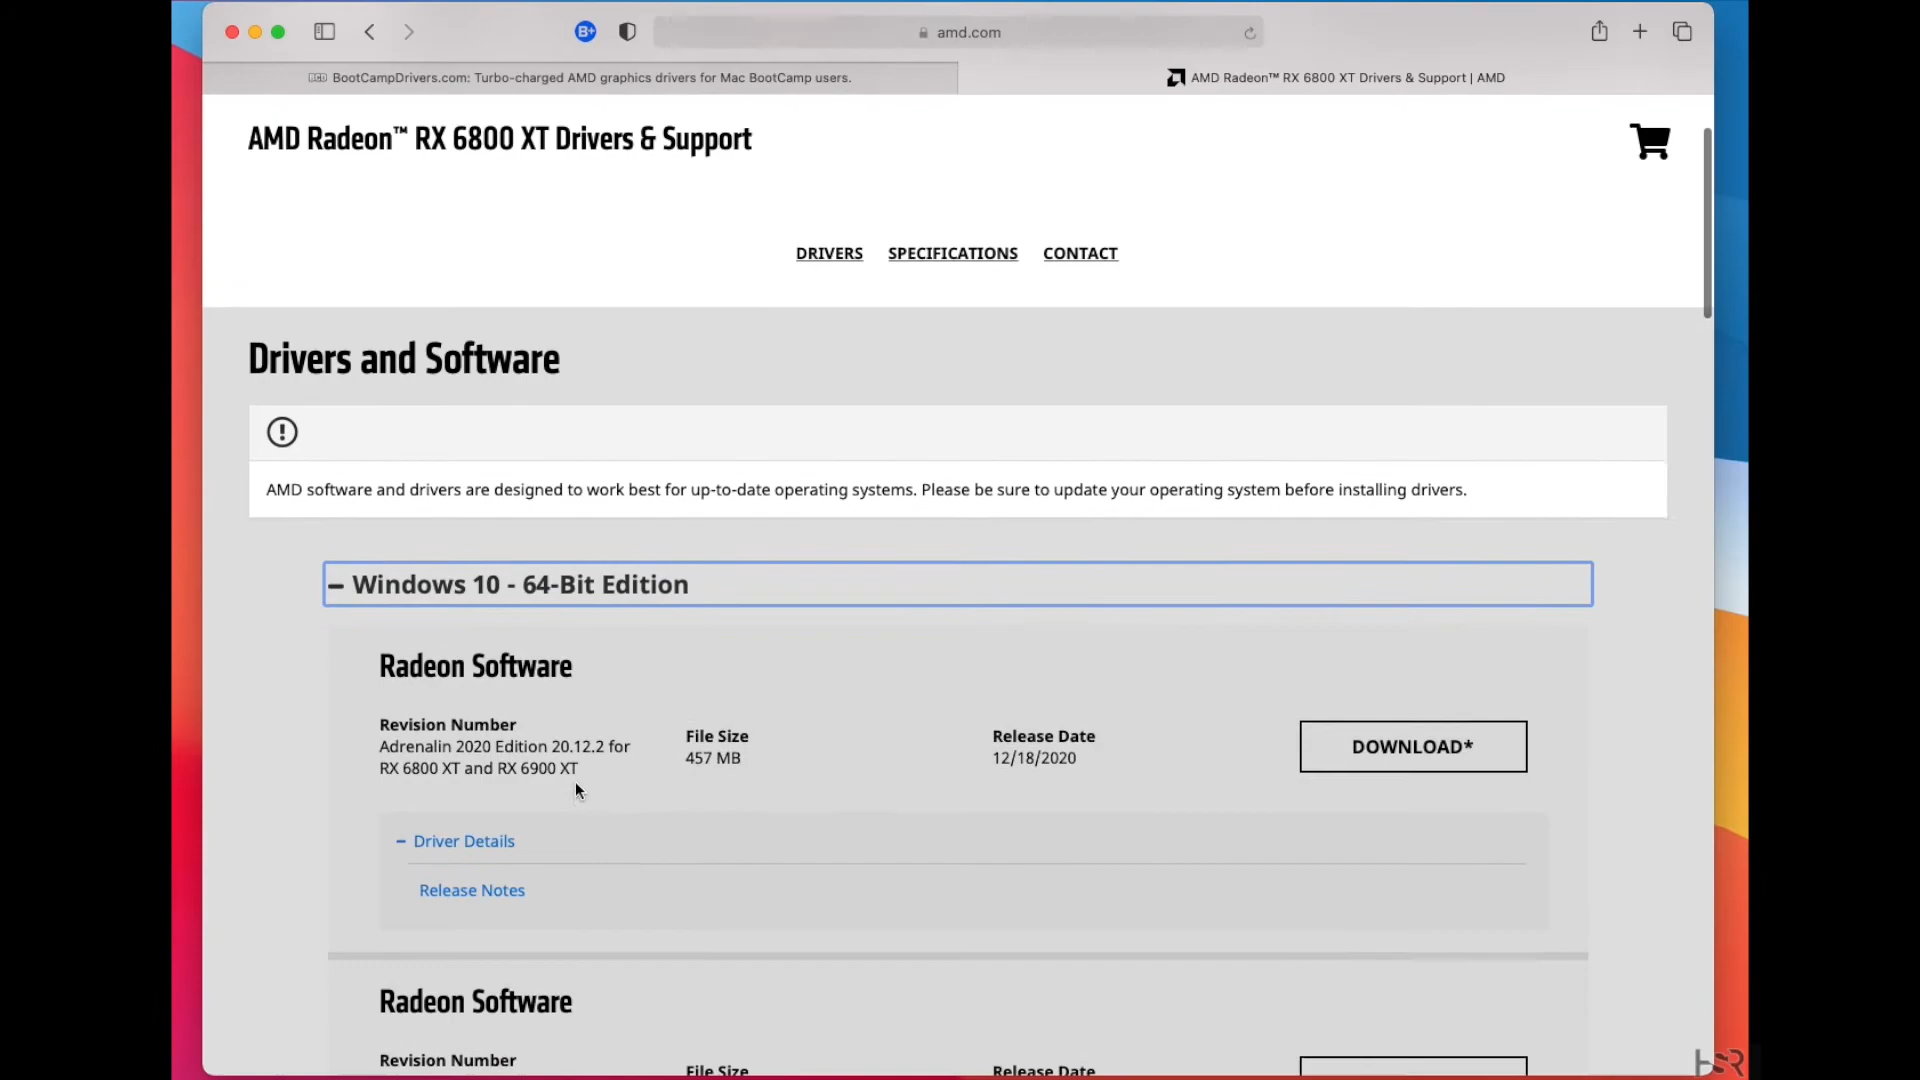 amd.com
BootCampDrivers.com: Turbo-charged AMD graphics drivers for Mac BootCamp users.
AMD Radeon™ RX 6800 XT Drivers & Support | AMD
AMD Radeon™ RX 6800 XT Drivers & Support
DRIVERS SPECIFICATIONS CONTACT
Drivers and Software
AMD software and drivers are designed to work best for up-to-date operating systems. Please be sure to update your operating system before installing drivers.
– Windows 10 - 64-Bit Edition
Radeon Software
Revision Number
Adrenalin 2020 Edition 20.12.2 for
RX 6800 XT and RX 6900 XT
File Size
457 MB
Release Date
12/18/2020
DOWNLOAD*
– Driver Details
Release Notes
Radeon Software
Revision Number
File Size
Release Date